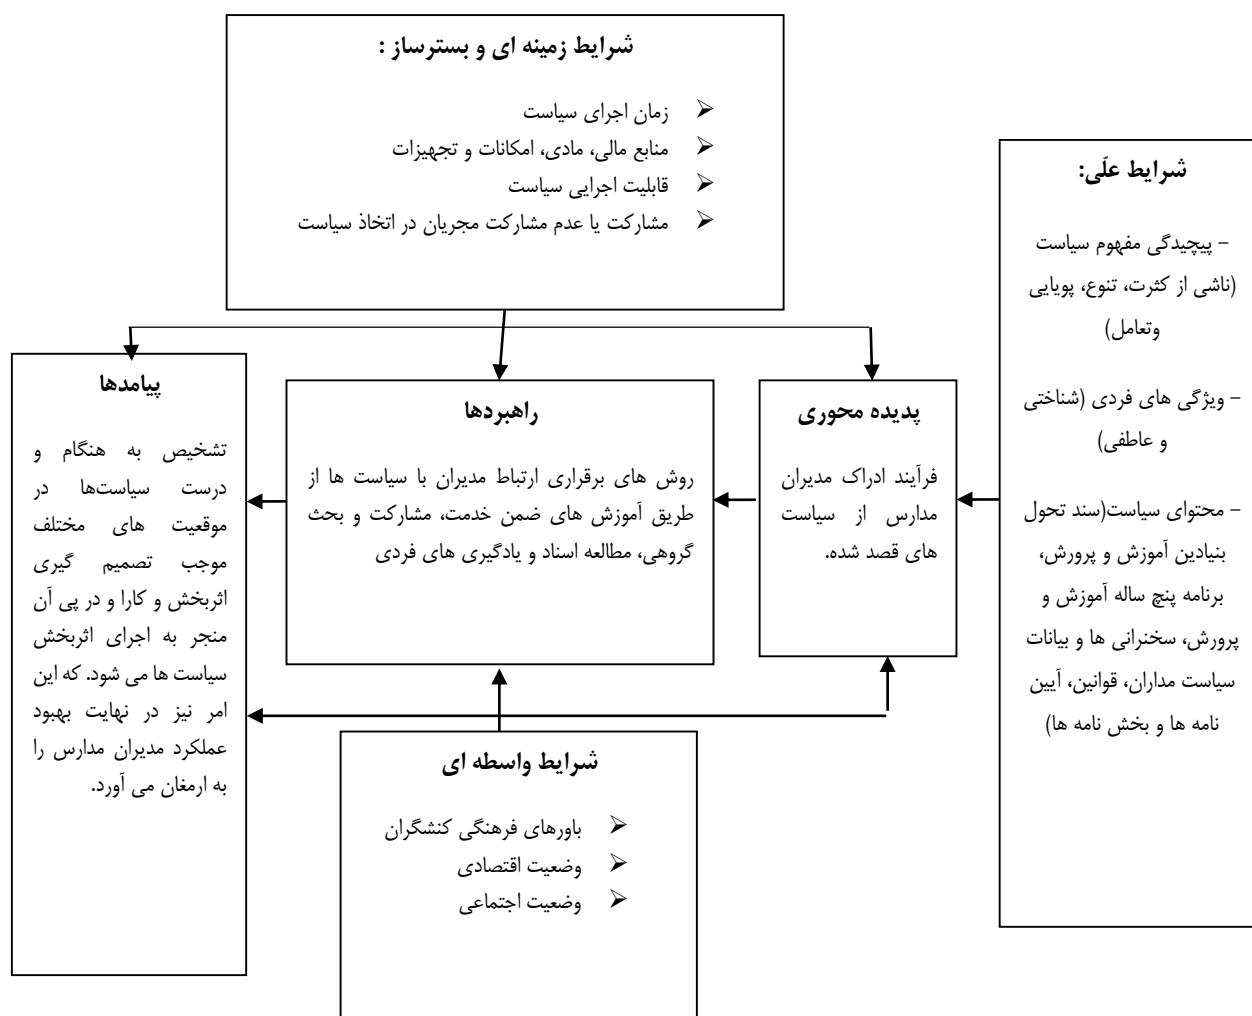 شرایط زمینه ای و بسترساز :
زمان اجرای سیاست
منابع مالی، مادی، امکانات و تجهیزات
قابلیت اجرایی سیاست
مشارکت یا عدم مشارکت مجریان در اتخاذ سیاست
شرایط علّی:
- پیچیدگی مفهوم سیاست
(ناشی از کثرت، تنوع، پویایی
وتعامل)
- ویژگی های فردی (شناختی
و عاطفی)
- محتوای سیاست(سند تحول
بنیادین آموزش و پرورش،
برنامه پنچ ساله آموزش و
پرورش، سخنرانی ها و بیانات
سیاست مداران، قوانین، آیین
نامه ها و بخش نامه ها)
پدیده محوری
فرآیند ادراک مدیران
مدارس از سیاست
های قصد شده.
راهبردها
روش های برقراری ارتباط مدیران با سیاست ها از
طریق آموزش های ضمن خدمت، مشارکت و بحث
گروهی، مطالعه اسناد و یادگیری های فردی
پیامدها
تشخیص به هنگام و
درست سیاست‌ها در
موقعیت های مختلف
موجب تصمیم گیری
اثربخش و کارا و در پی آن
منجر به اجرای اثربخش
سیاست ها می شود. که این
امر نیز در نهایت بهبود
عملکرد مدیران مدارس را
به ارمغان می آورد.
شرایط واسطه ای
باورهای فرهنگی کنشگران
وضعیت اقتصادی
وضعیت اجتماعی